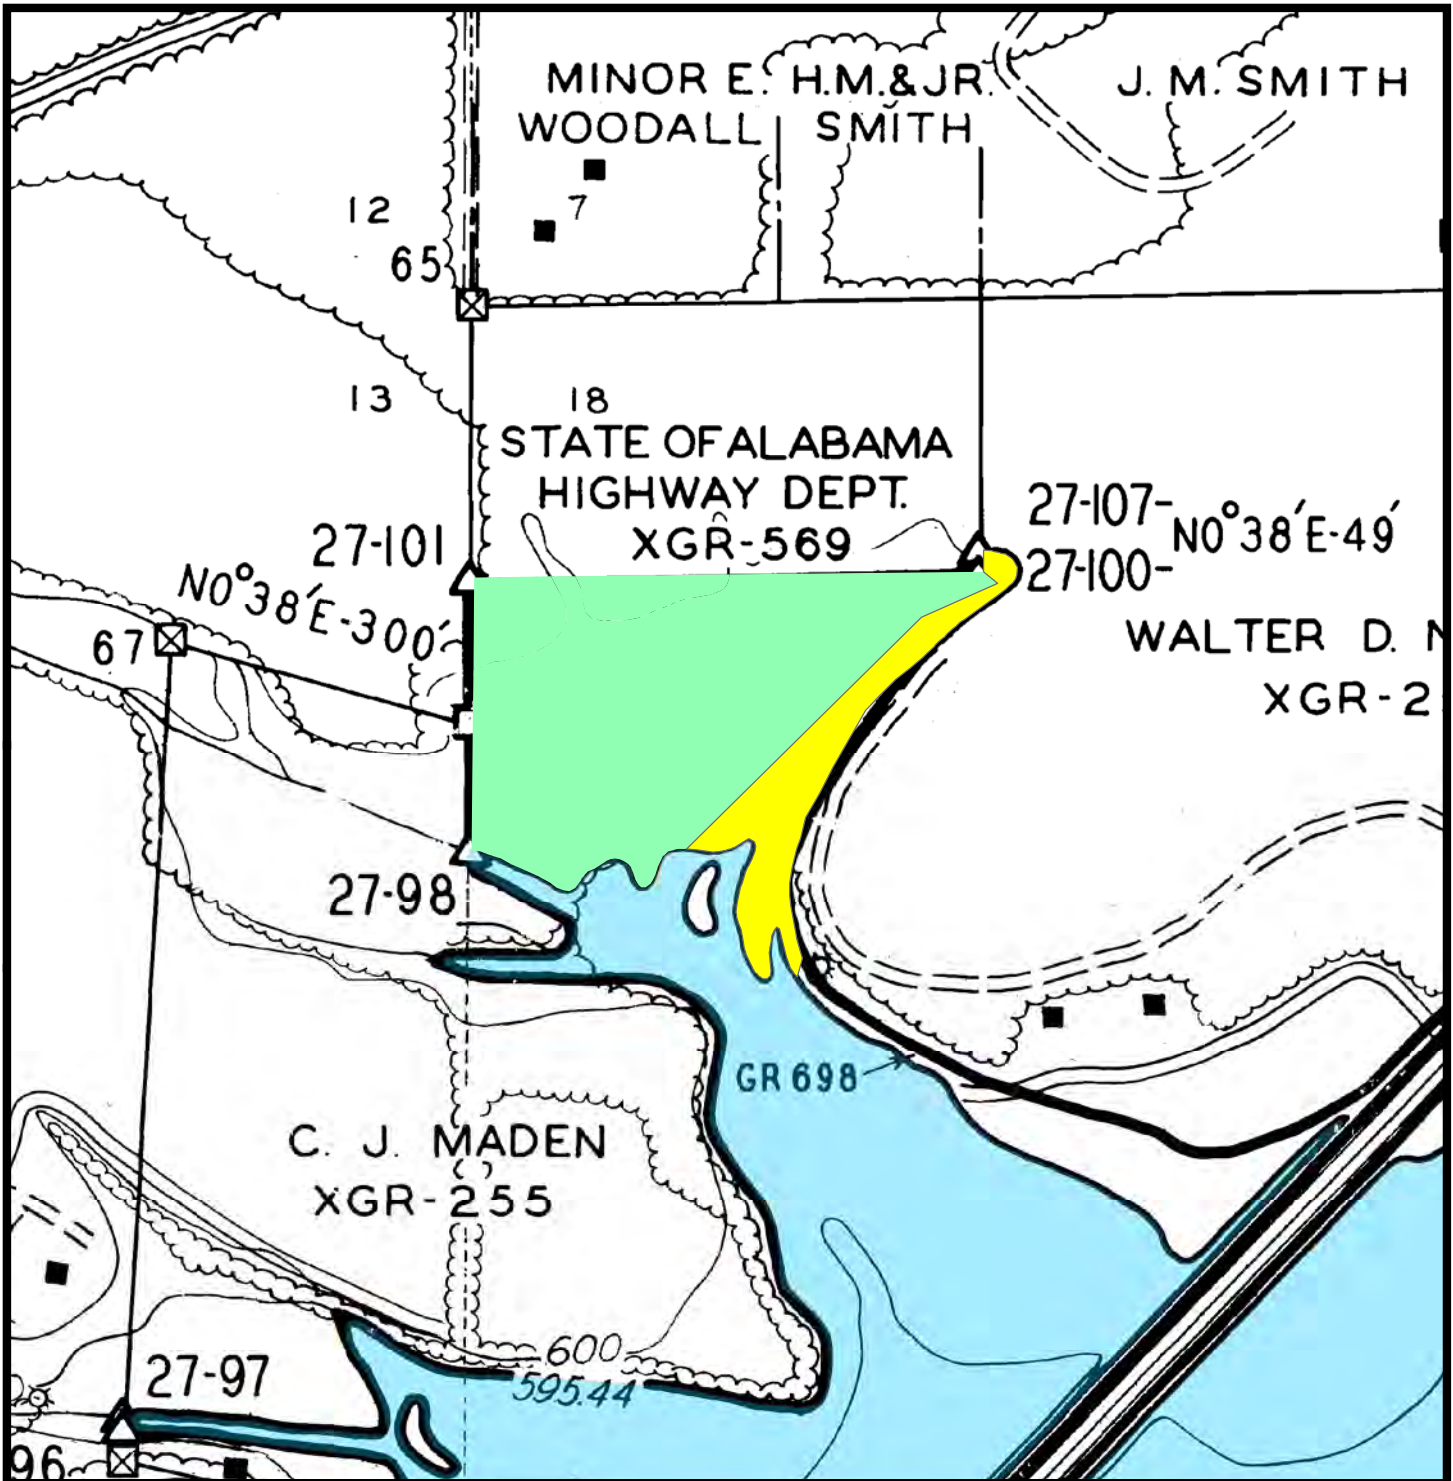 MINOR E.
WOODALL
H.M.&JR.
SMITH
J. M. SMITH
12
7
65
13
18
STATE OF ALABAMA
HIGHWAY DEPT.
XGR-569
27-101
N0°38'E-300'
27-107-
27-100-
N0°38'E-49'
67
WALTER D.
XGR-2
27-98
GR 698
C. J. MADEN
XGR-255
600
595.44
27-97
96